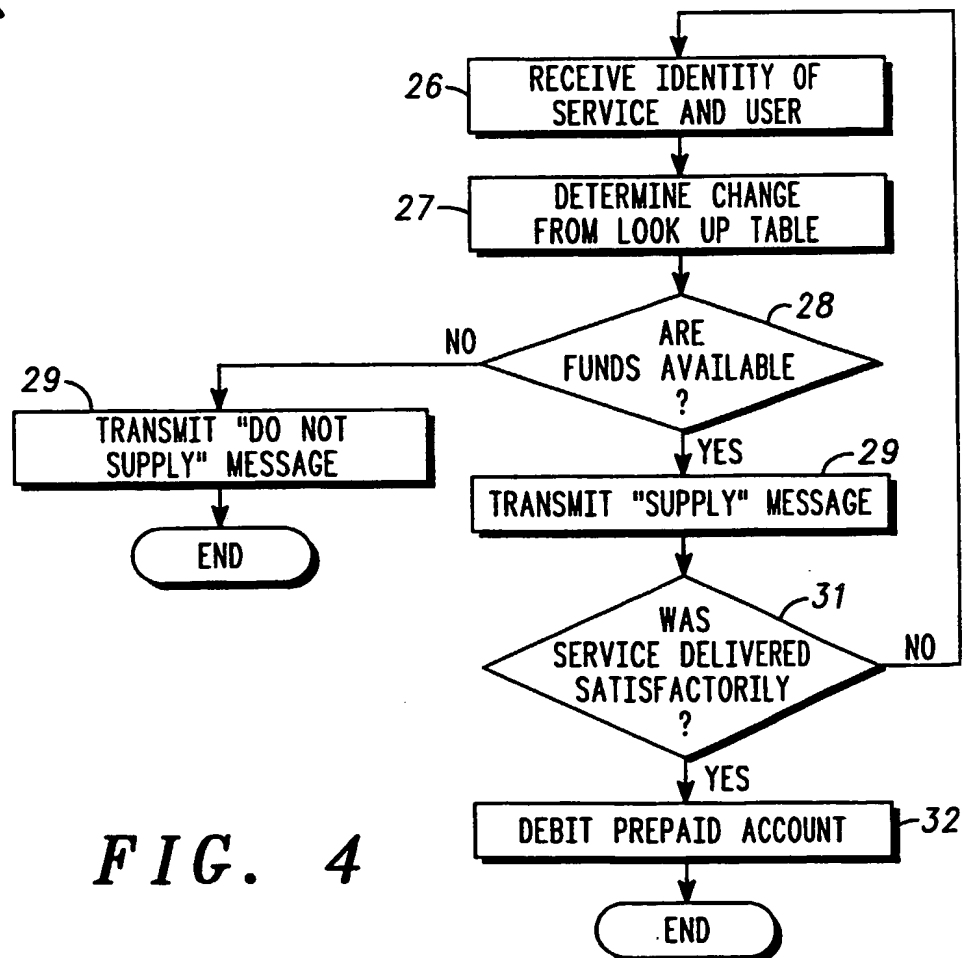 26
RECEIVE IDENTITY OF
SERVICE AND USER
27
DETERMINE CHANGE
FROM LOOK UP TABLE
28
ARE
FUNDS AVAILABLE
?
NO
29
TRANSMIT "DO NOT
SUPPLY" MESSAGE
END
YES
29
TRANSMIT "SUPPLY" MESSAGE
31
WAS
SERVICE DELIVERED
SATISFACTORILY
?
NO
YES
DEBIT PREPAID ACCOUNT
32
END
FIG. 4